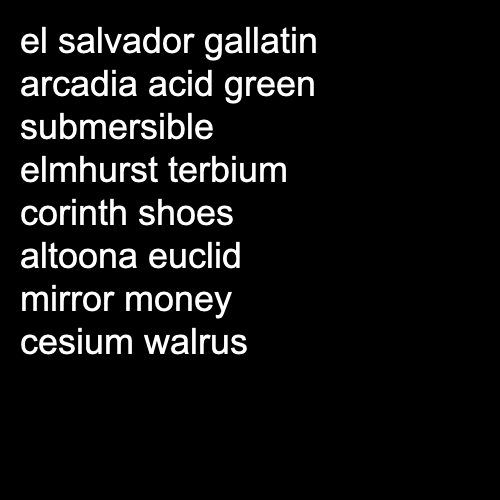 el salvador gallatin
arcadia acid green
submersible
elmhurst terbium
corinth shoes
altoona euclid
mirror money
cesium walrus